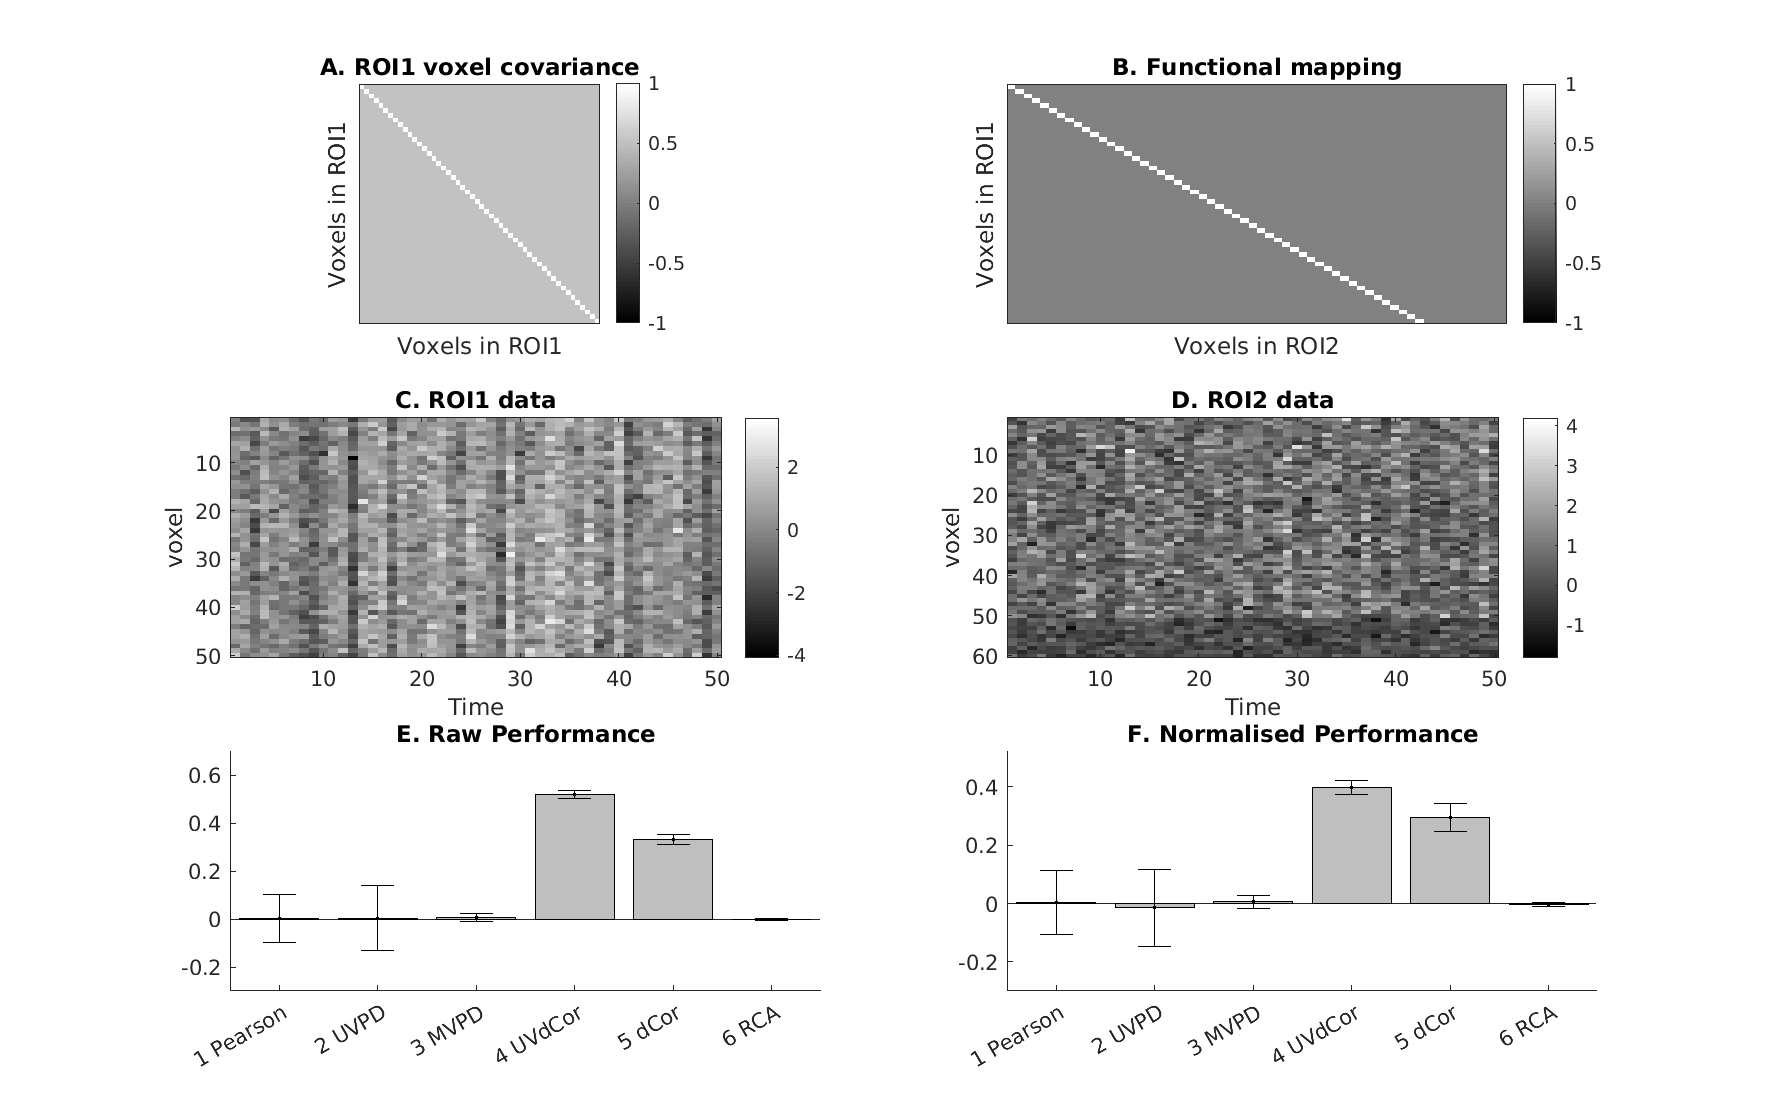 A. ROI1 voxel covariance
Voxels in ROI1
1
0.5
0
-0.5
-1
Voxels in ROI1
B. Functional mapping
Voxels in ROI1
1
0.5
0
-0.5
-1
Voxels in ROI2
C. ROI1 data
voxel
10
20
30
40
50
2
0
-2
-4
10 20 30 40 50
Time
D. ROI2 data
voxel
10
20
30
40
50
60
4
3
2
1
0
-1
10 20 30 40 50
Time
E. Raw Performance
0.6
0.4
0.2
0
-0.2
1 Pearson 2 UVPD 3 MVPD 4 UVdCor 5 dCor 6 RCA
F. Normalised Performance
0.4
0.2
0
-0.2
1 Pearson 2 UVPD 3 MVPD 4 UVdCor 5 dCor 6 RCA